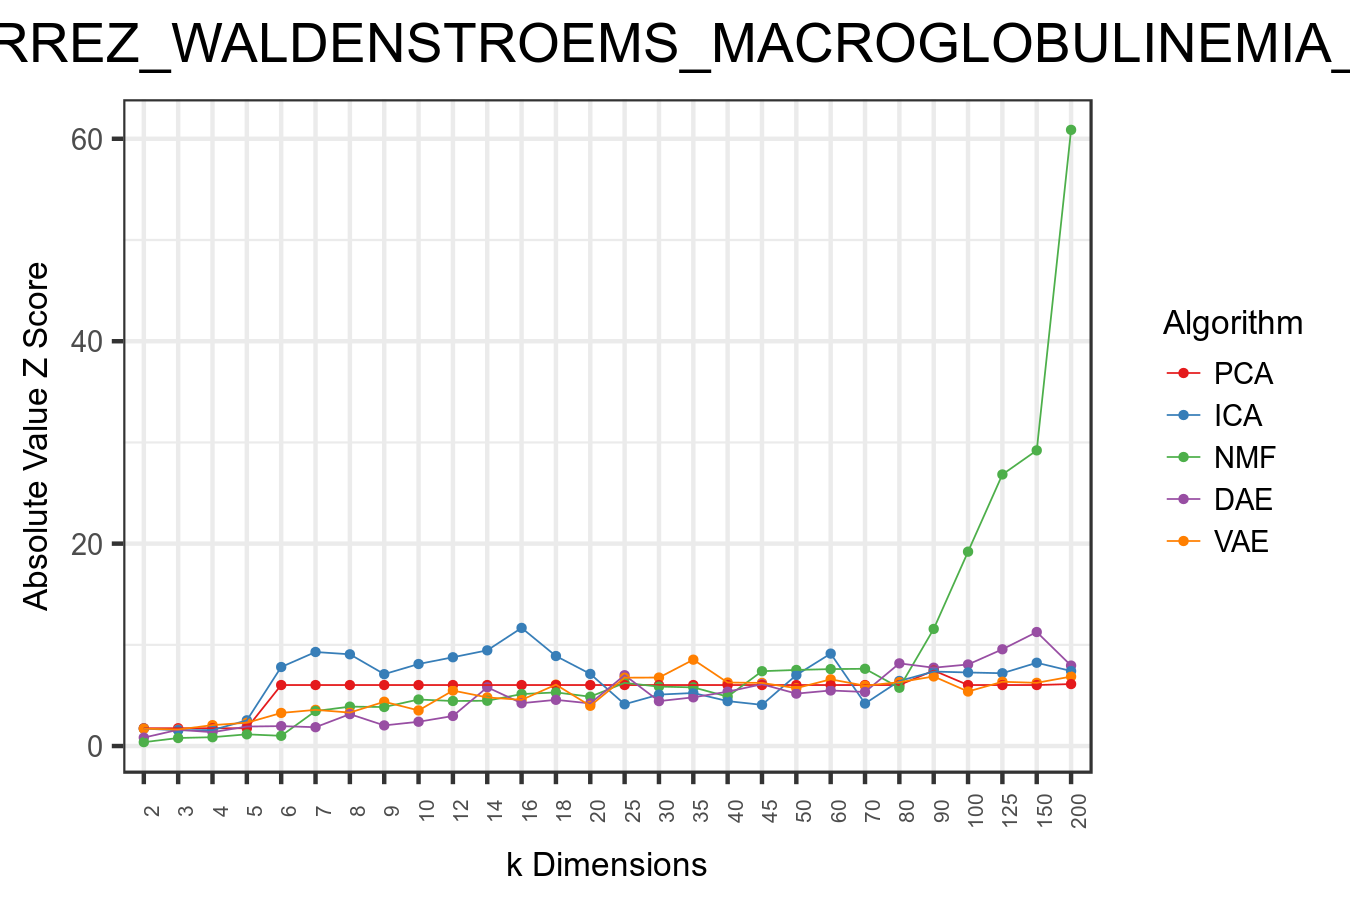 RREZ_WALDENSTROEMS_MACROGLOBULINEMIA_
Absolute Value Z Score
60
40
20
0
2 3 4 5 6 7 8 9 10 12 14 16 18 20 25 30 35 40 45 50 60 70 80 90 100 125 150 200
k Dimensions
Algorithm
PCA
ICA
NMF
DAE
VAE